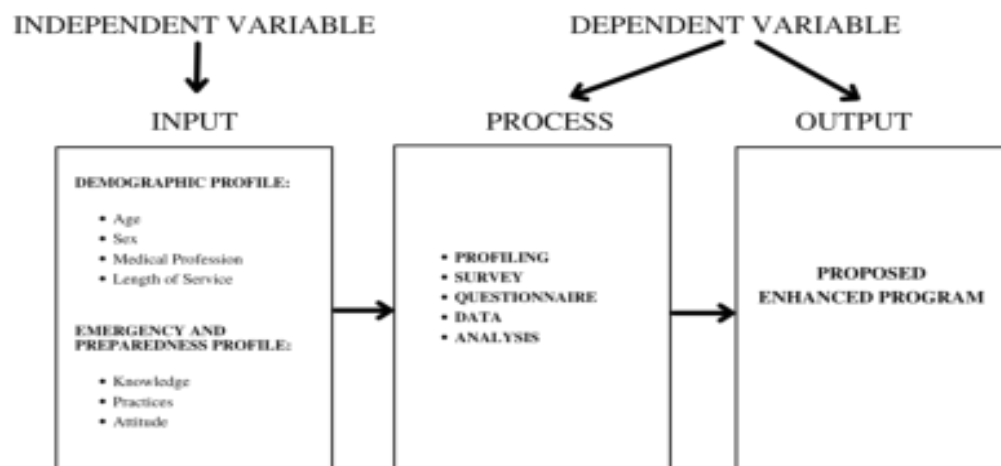 INDEPENDENT VARIABLE
DEPENDENT VARIABLE
INPUT
PROCESS
OUTPUT
DEMOGRAPHIC PROFILE:
• Age
• Sex
• Medical Profession
• Length of Service
EMERGENCY AND
PREPAREDNESS PROFILE:
• Knowledge
• Practices
• Attitude
• PROFILING
• SURVEY
• QUESTIONNAIRE
• DATA
• ANALYSIS
PROPOSED
ENHANCED PROGRAM